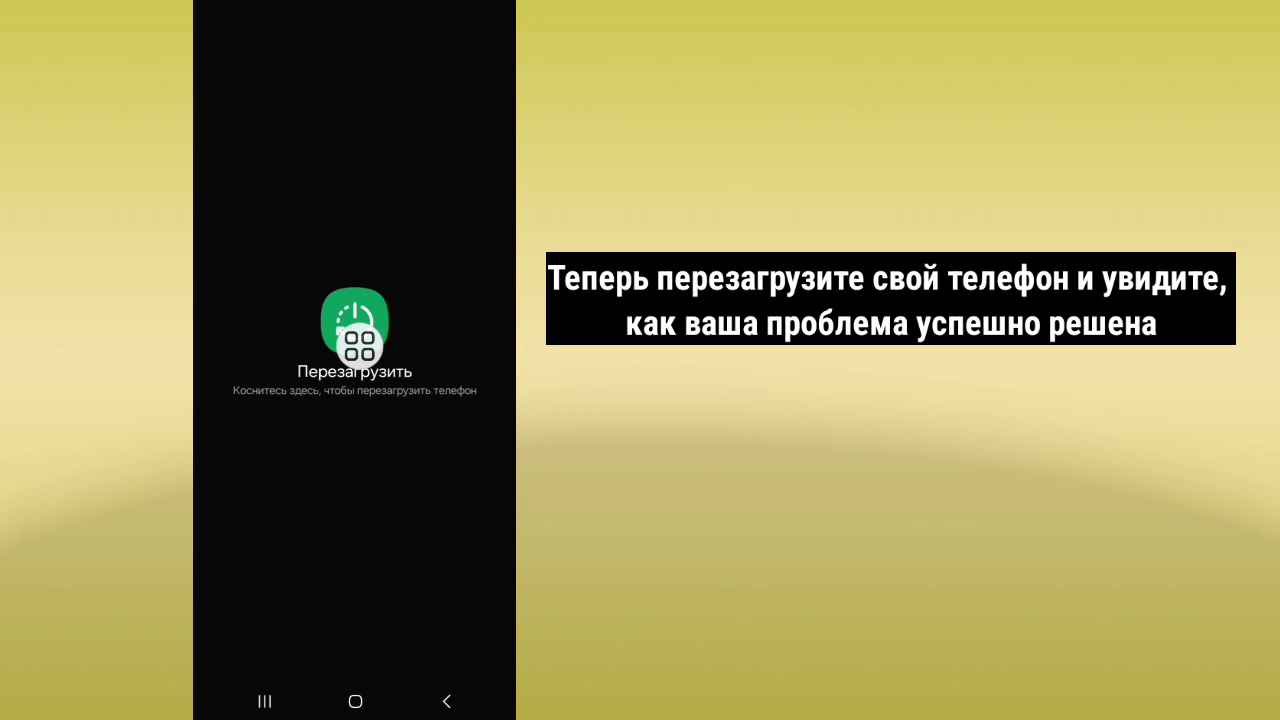 Теперь перезагрузите свой телефон и увидите,
как ваша проблема успешно решена
Перезагрузить
Коснитесь здесь, чтобы перезагрузить телефон